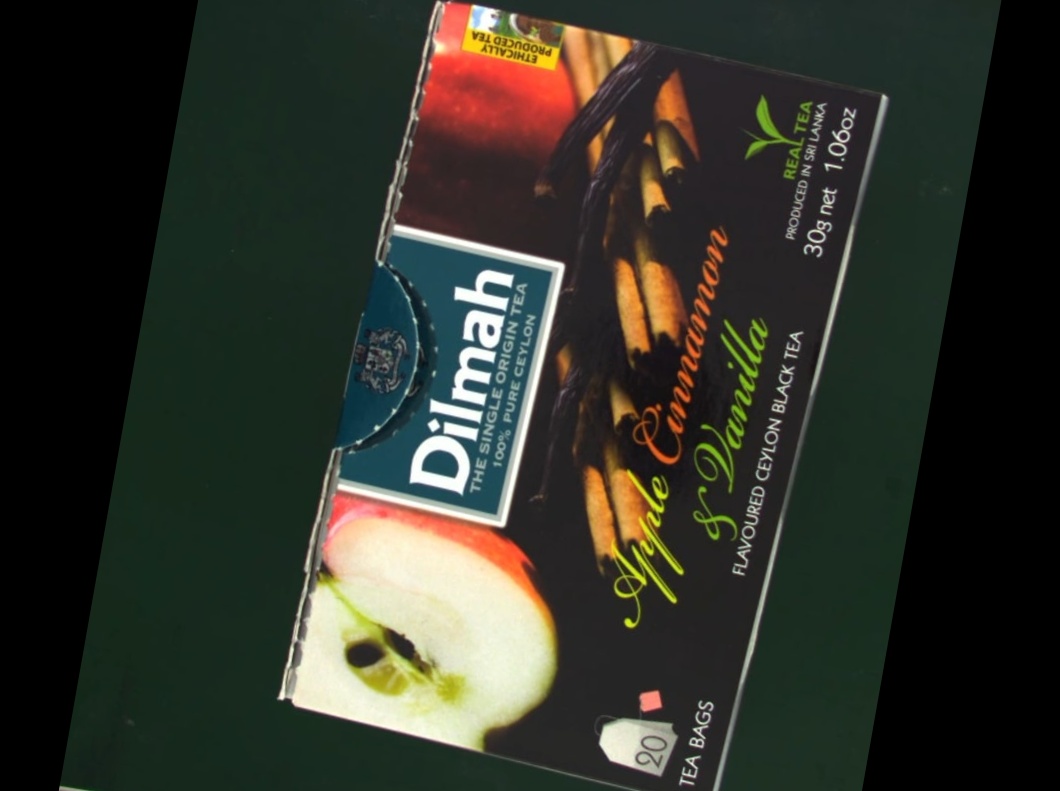 ETHICALLY
PRODUCED TEA
Dilmah
THE SINGLE ORIGIN TEA
100% PURE CEYLON
Apple Cinnamon
& Vanilla
FLAVOURED CEYLON BLACK TEA
20
TEA BAGS
REAL TEA
PRODUCED IN SRI LANKA
30g net 1.06oz